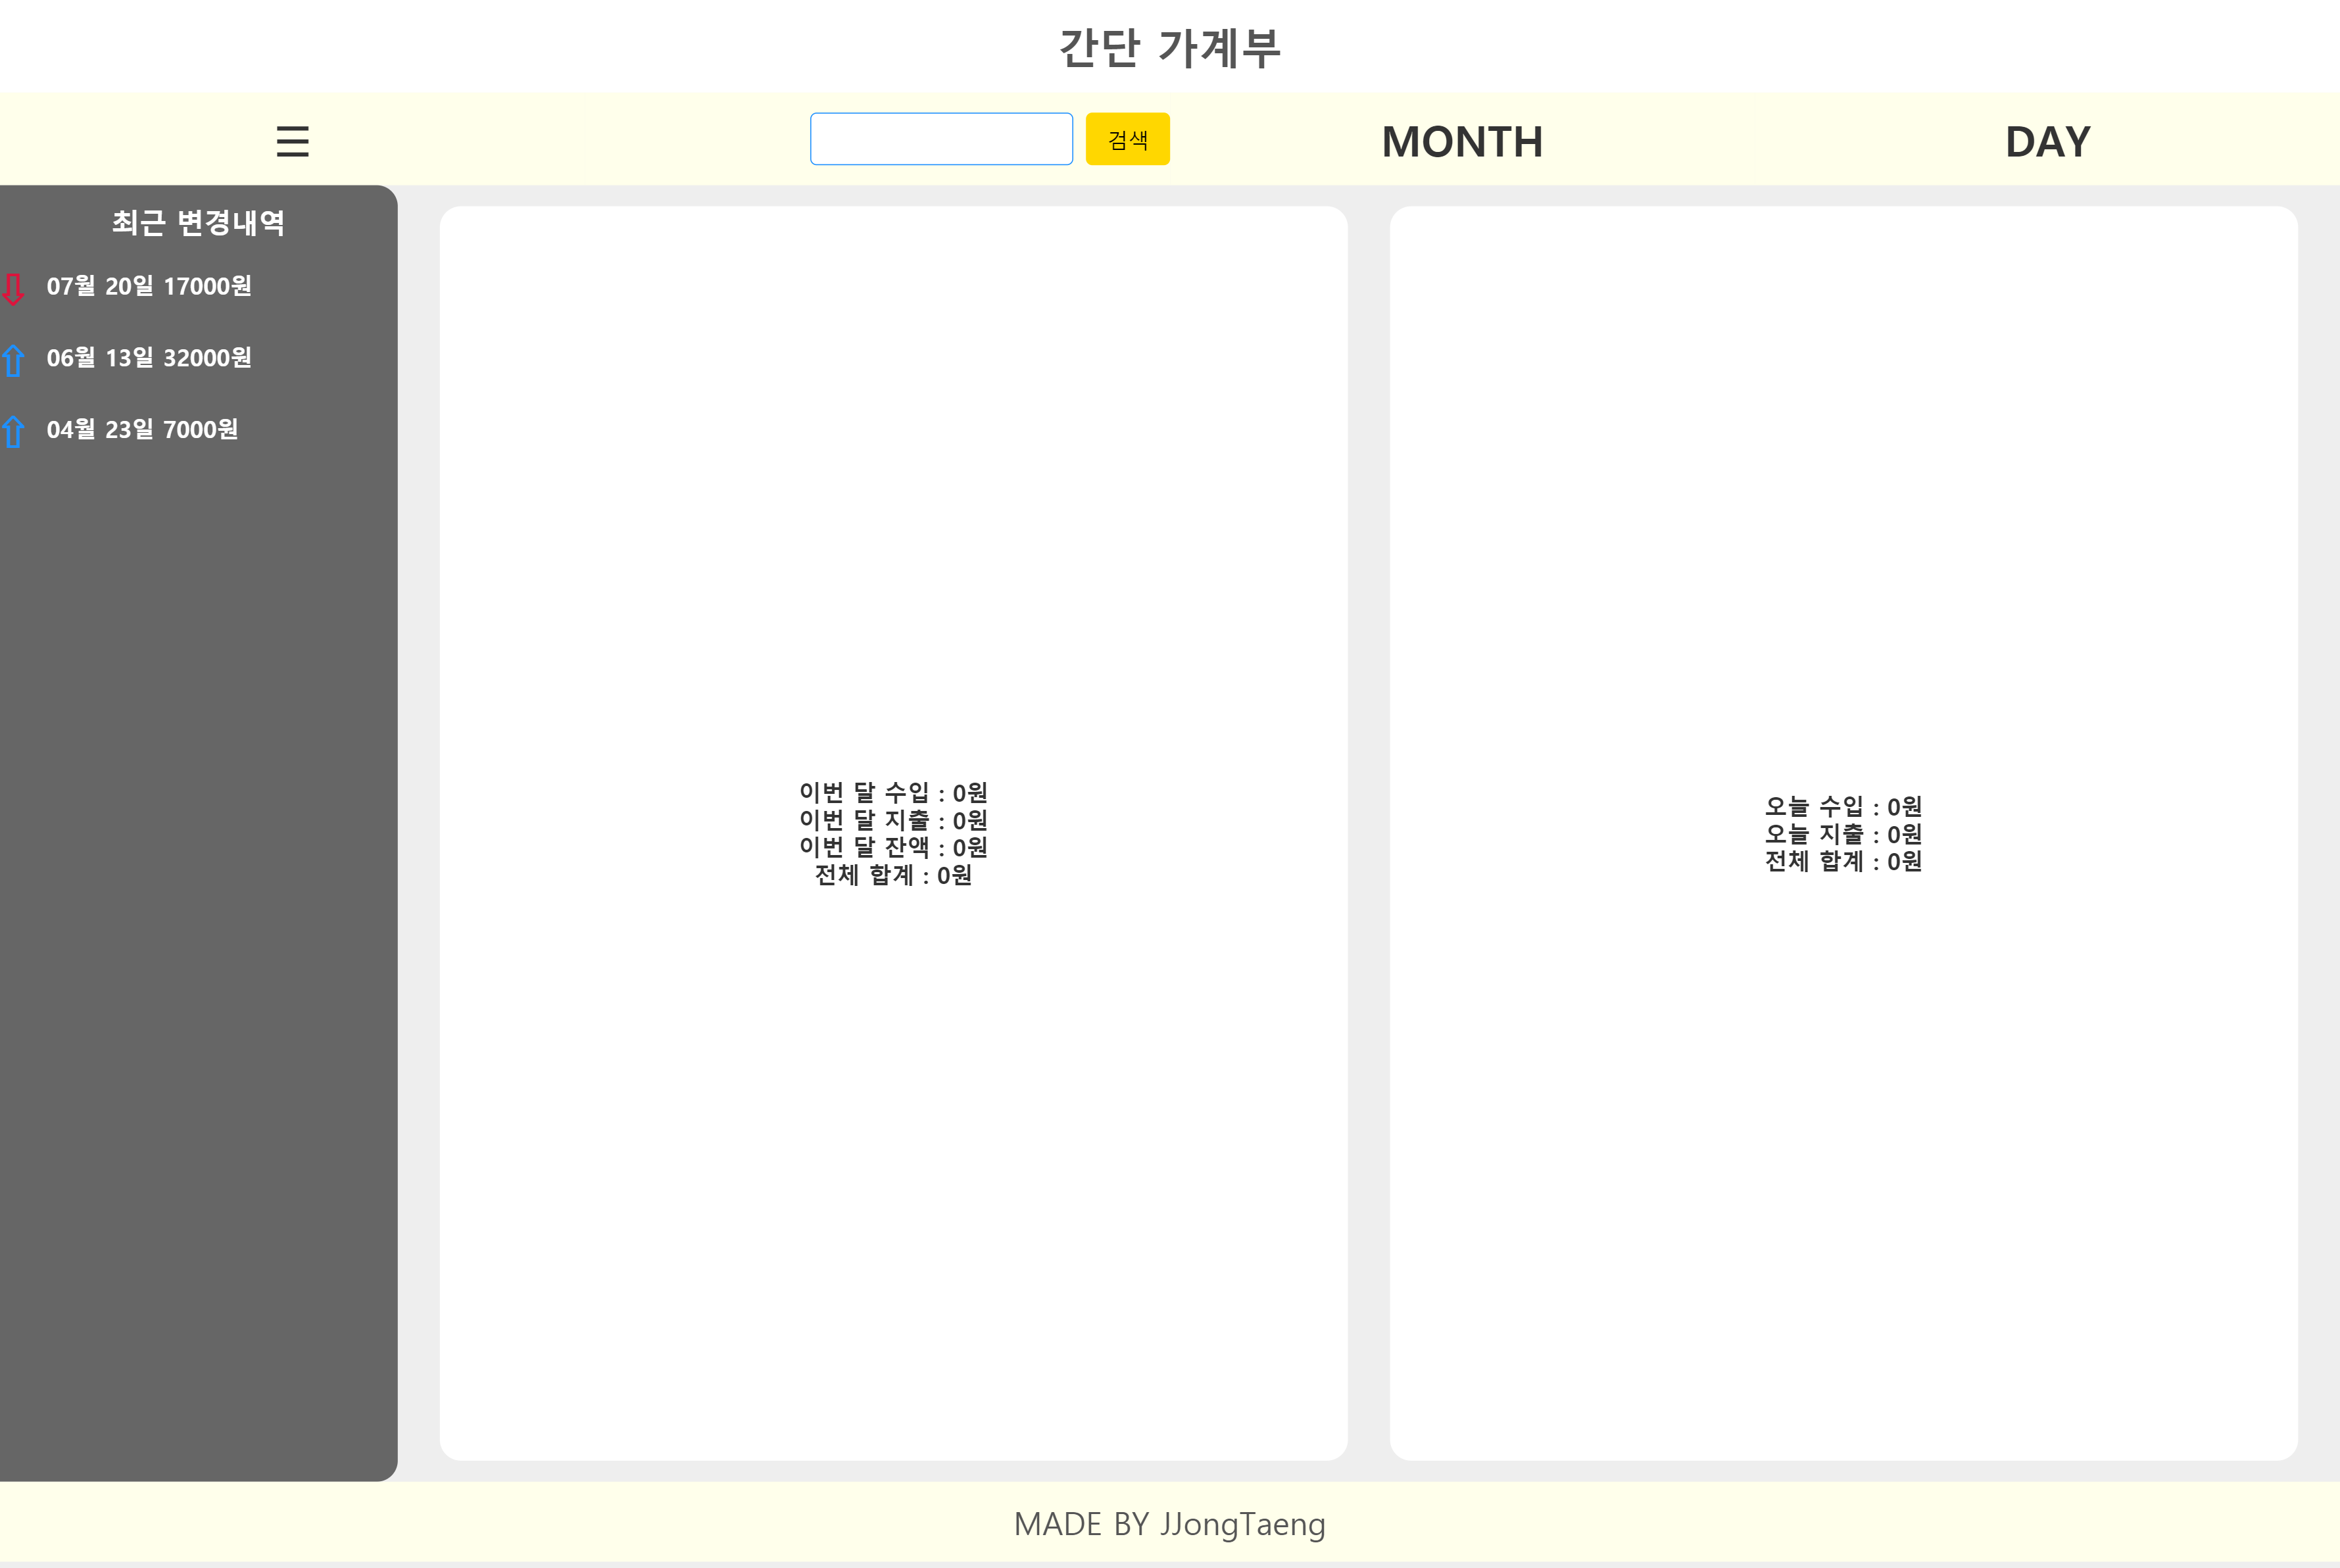 간단 가계부
☰
검색
MONTH
DAY
최근 변경내역
⇩ 07월 20일 17000원
⇧ 06월 13일 32000원
⇧ 04월 23일 7000원
이번 달 수입 : 0원
이번 달 지출 : 0원
이번 달 잔액 : 0원
전체 합계 : 0원
오늘 수입 : 0원
오늘 지출 : 0원
전체 합계 : 0원
MADE BY JJongTaeng